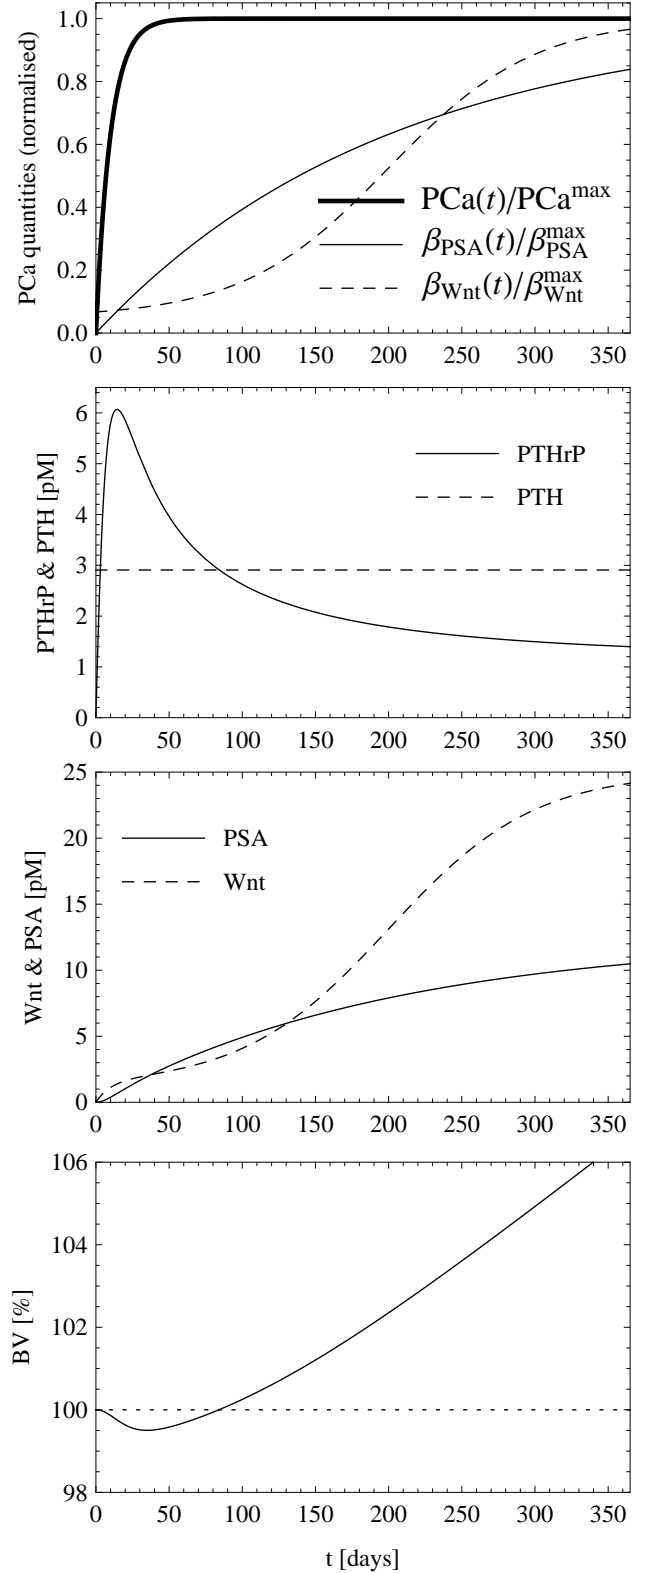 PCa quantities (normalised)
1.0
0.8
0.6
0.4
0.2
0.0
PCa(t)/PCa^max
β_PSA(t)/β_PSA^max
β_Wnt(t)/β_Wnt^max
0 50 100 150 200 250 300 350
PTHrP & PTH [pM]
6
5
4
3
2
1
0
PTHrP
PTH
0 50 100 150 200 250 300 350
Wnt & PSA [pM]
25
20
15
10
5
0
PSA
Wnt
0 50 100 150 200 250 300 350
BV [%]
106
104
102
100
98
0 50 100 150 200 250 300 350
t [days]